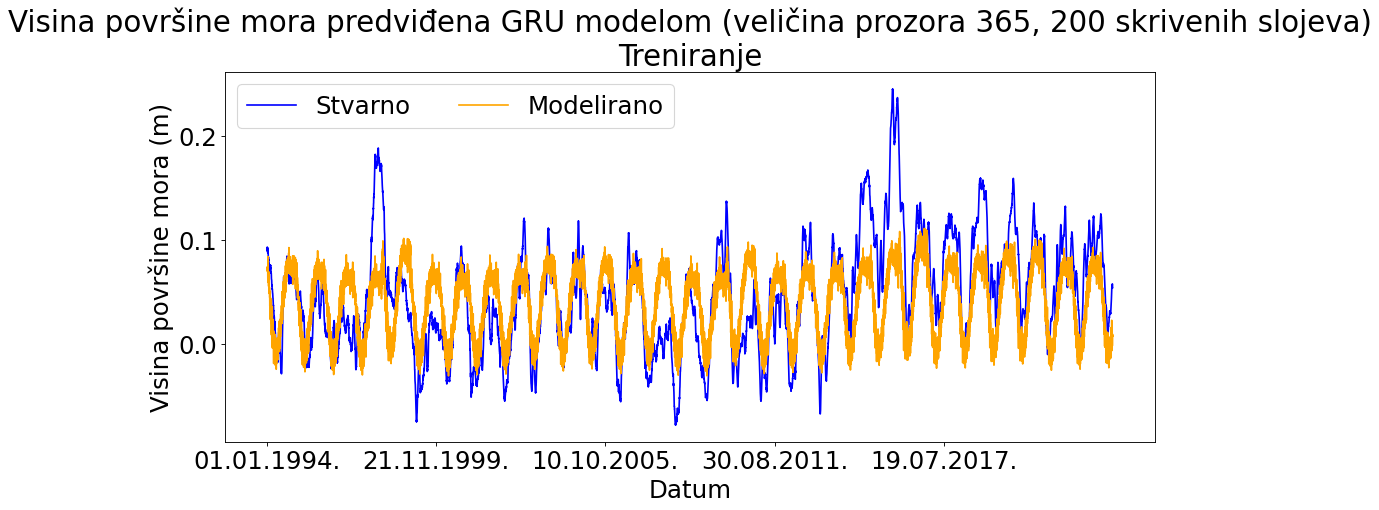 Visina površine mora predviđena GRU modelom (veličina prozora 365, 200 skrivenih slojeva)
Treniranje
Stvarno
Modelirano
Visina površine mora (m)
0.2
0.1
0.0
01.01.1994.
21.11.1999.
10.10.2005.
30.08.2011.
19.07.2017.
Datum